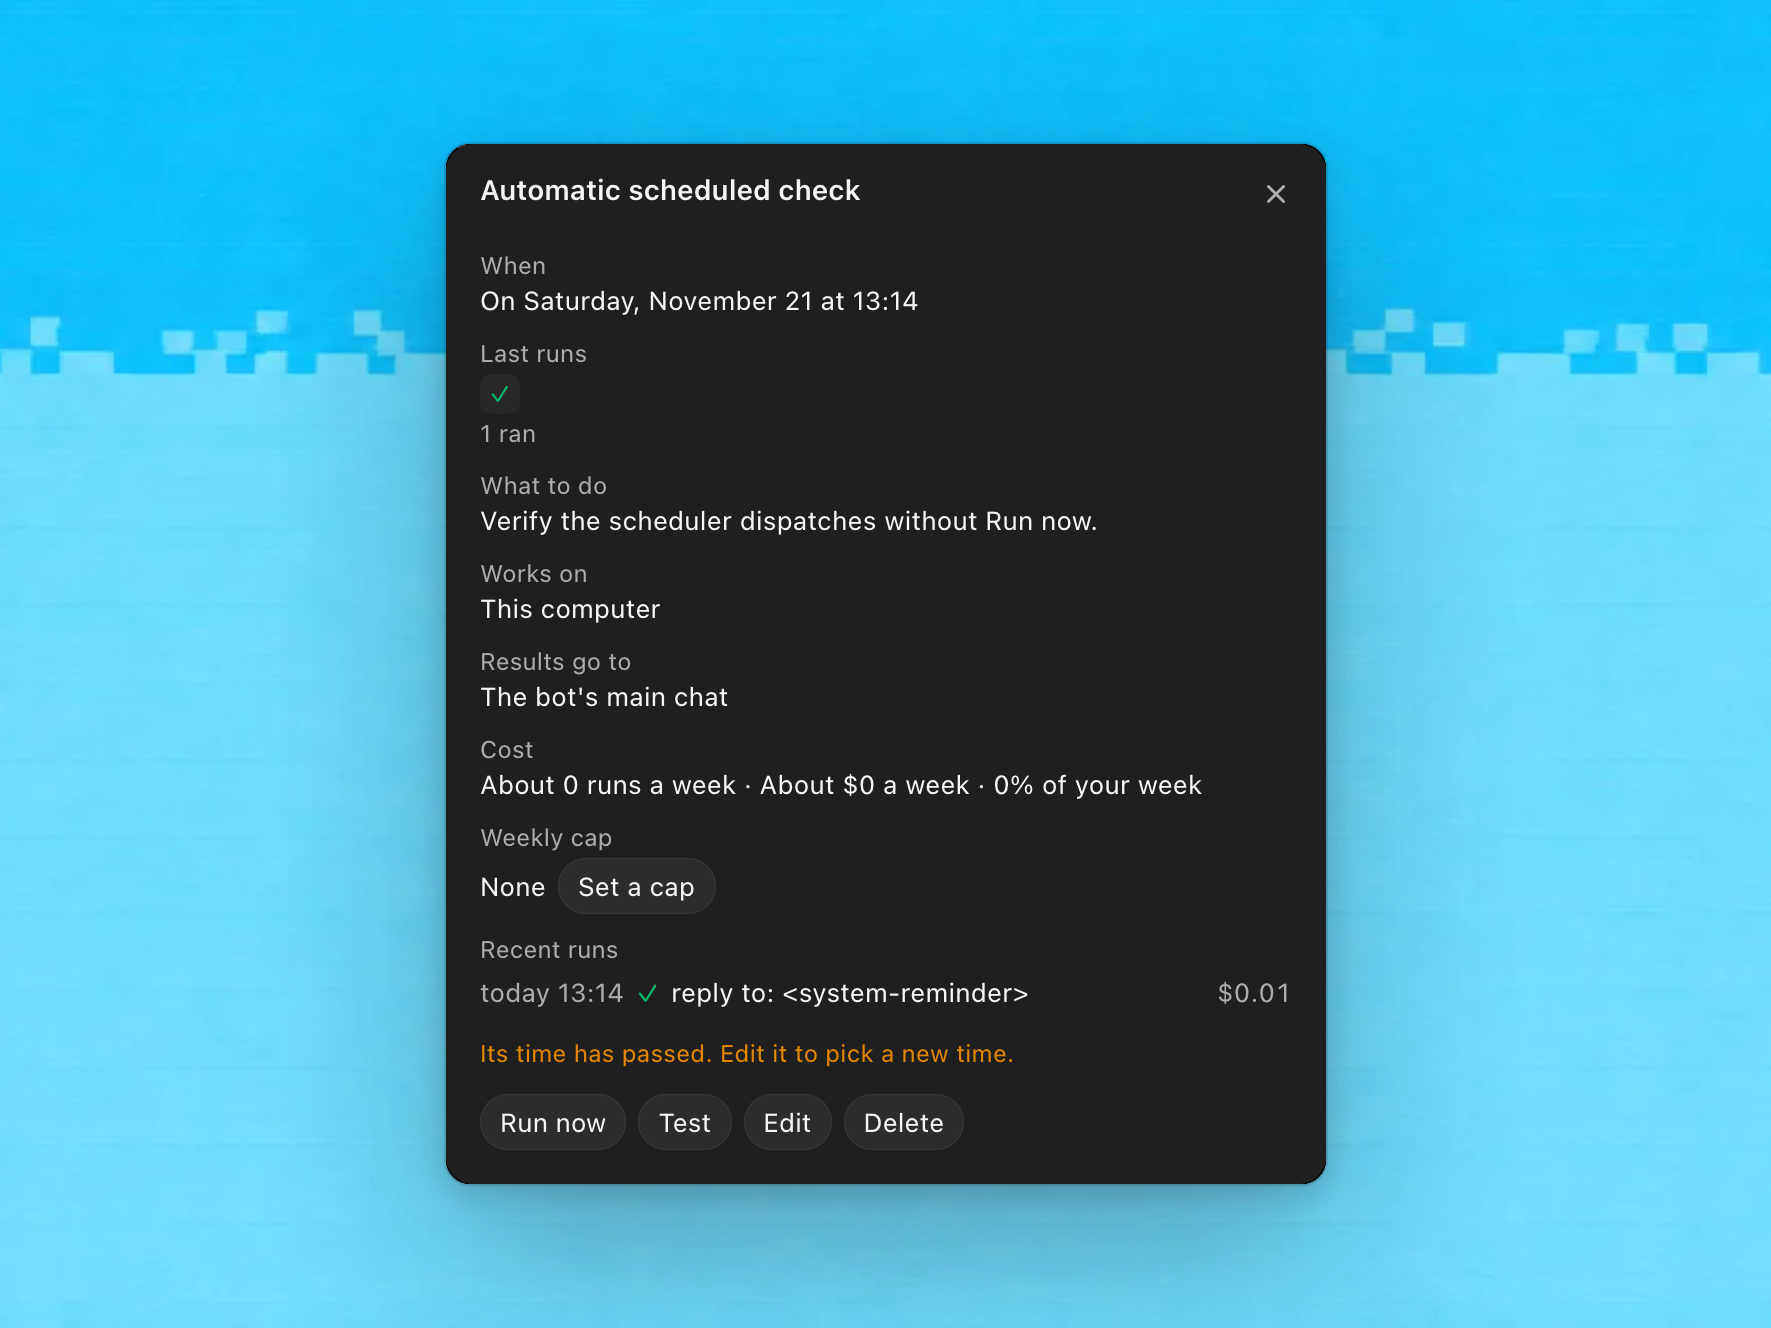 Automatic scheduled check
When
On Saturday, November 21 at 13:14
Last runs
1 ran
What to do
Verify the scheduler dispatches without Run now.
Works on
This computer
Results go to
The bot's main chat
Cost
About 0 runs a week · About $0 a week · 0% of your week
Weekly cap
None Set a cap
Recent runs
today 13:14 ✓ reply to: <system-reminder> $0.01
Its time has passed. Edit it to pick a new time.
Run now Test Edit Delete